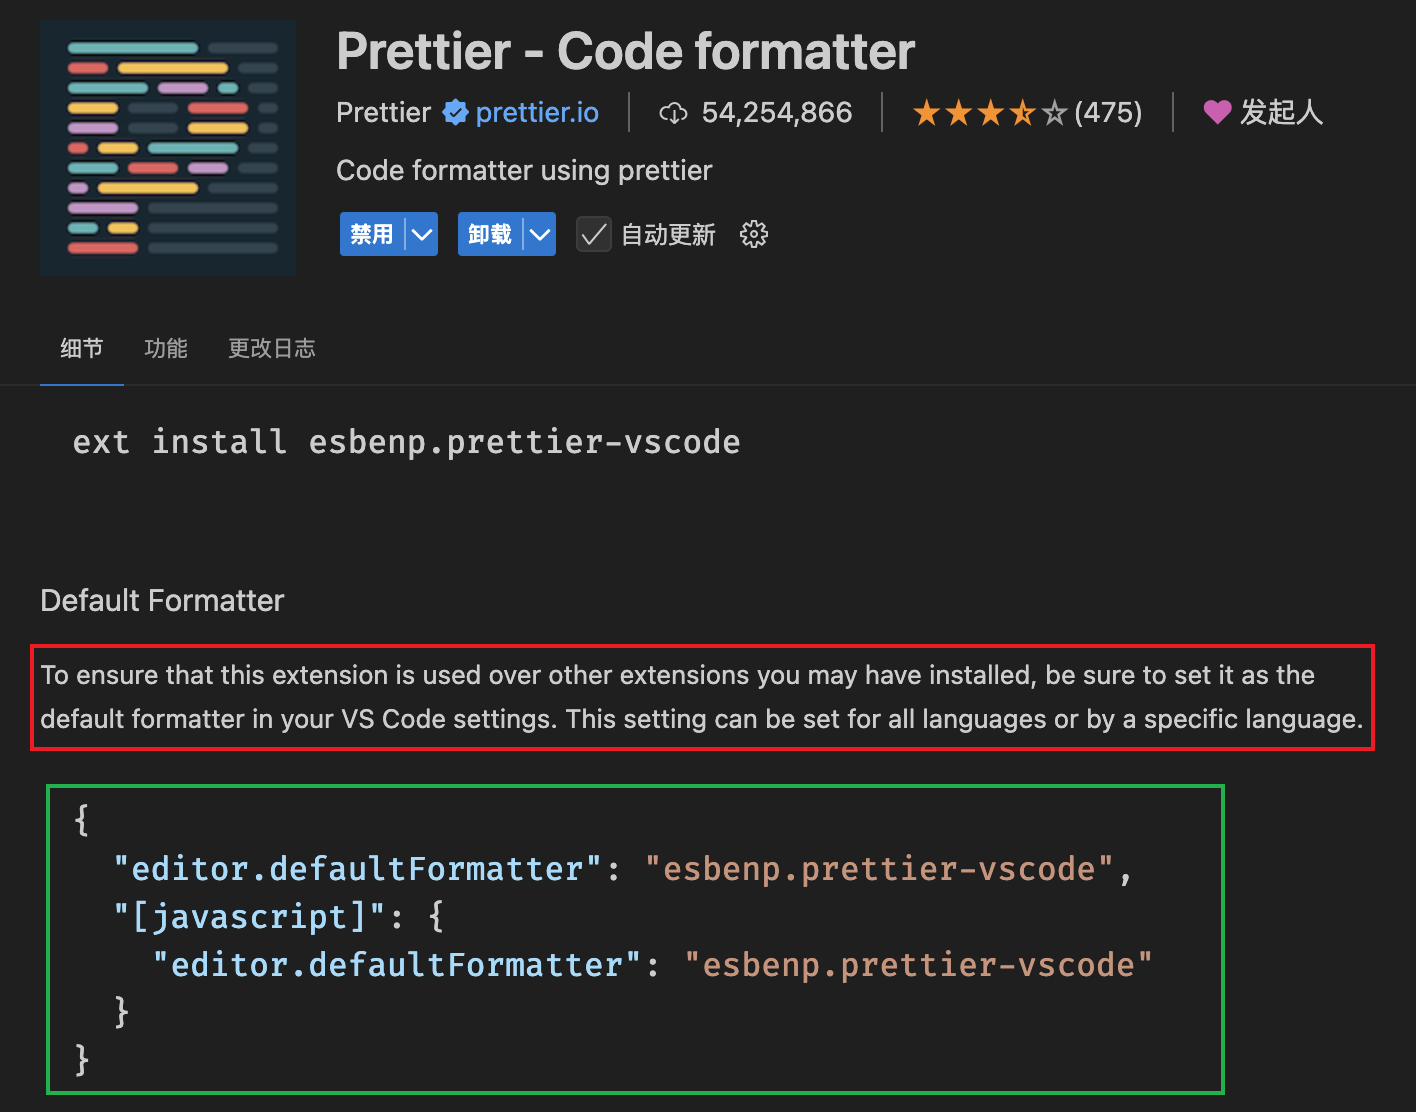 Prettier - Code formatter
Prettier prettier.io 54,254,866 (475) 发起人
Code formatter using prettier
禁用 卸载 自动更新
细节 功能 更改日志
ext install esbenp.prettier-vscode
Default Formatter
To ensure that this extension is used over other extensions you may have installed, be sure to set it as the
default formatter in your VS Code settings. This setting can be set for all languages or by a specific language.
{
  "editor.defaultFormatter": "esbenp.prettier-vscode",
  "[javascript]": {
    "editor.defaultFormatter": "esbenp.prettier-vscode"
  }
}